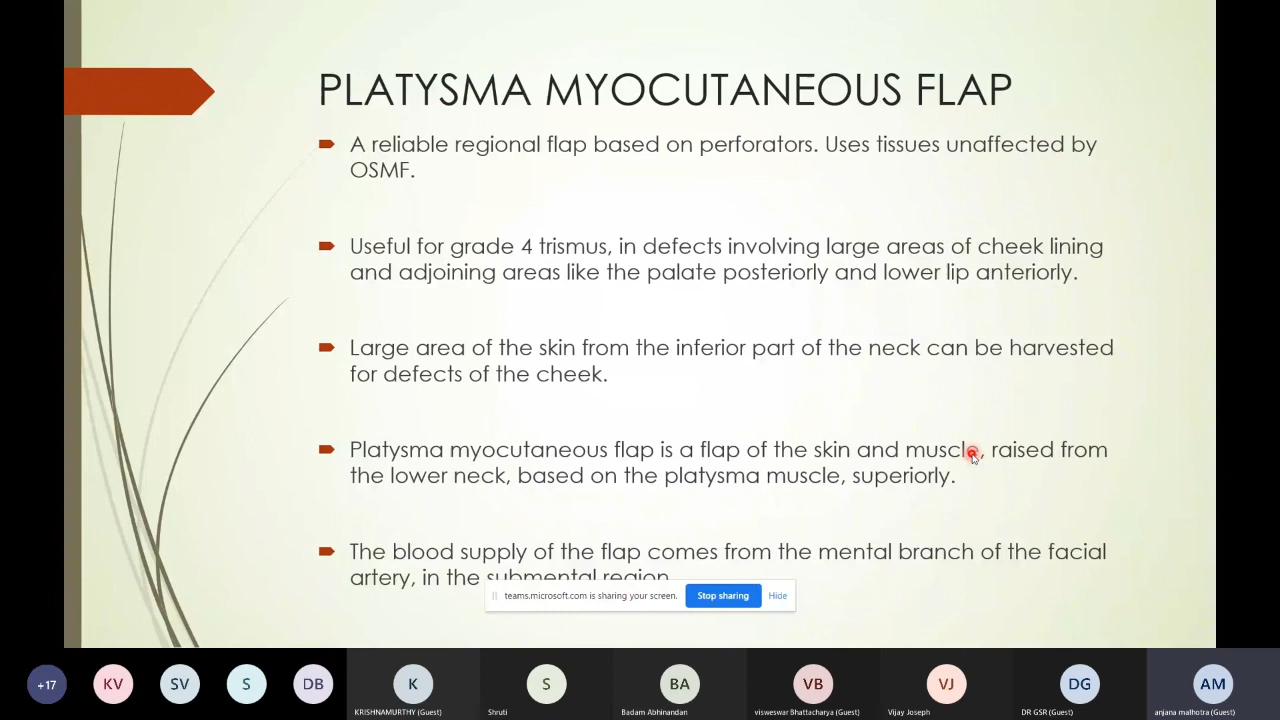 PLATYSMA MYOCUTANEOUS FLAP
A reliable regional flap based on perforators. Uses tissues unaffected by
OSMF.
Useful for grade 4 trismus, in defects involving large areas of cheek lining
and adjoining areas like the palate posteriorly and lower lip anteriorly.
Large area of the skin from the inferior part of the neck can be harvested
for defects of the cheek.
Platysma myocutaneous flap is a flap of the skin and muscle, raised from
the lower neck, based on the platysma muscle, superiorly.
The blood supply of the flap comes from the mental branch of the facial
artery, in the submental region
teams.microsoft.com is sharing your screen. Stop sharing Hide
+17 KV SV S DB K S BA VB VJ DG AM
KRISHNAMURTHY (Guest) Shruti Badam Abhinandan visweswar Bhattacharya (Guest) Vijay Joseph DR GSR (Guest) anjana malhotra (Guest)